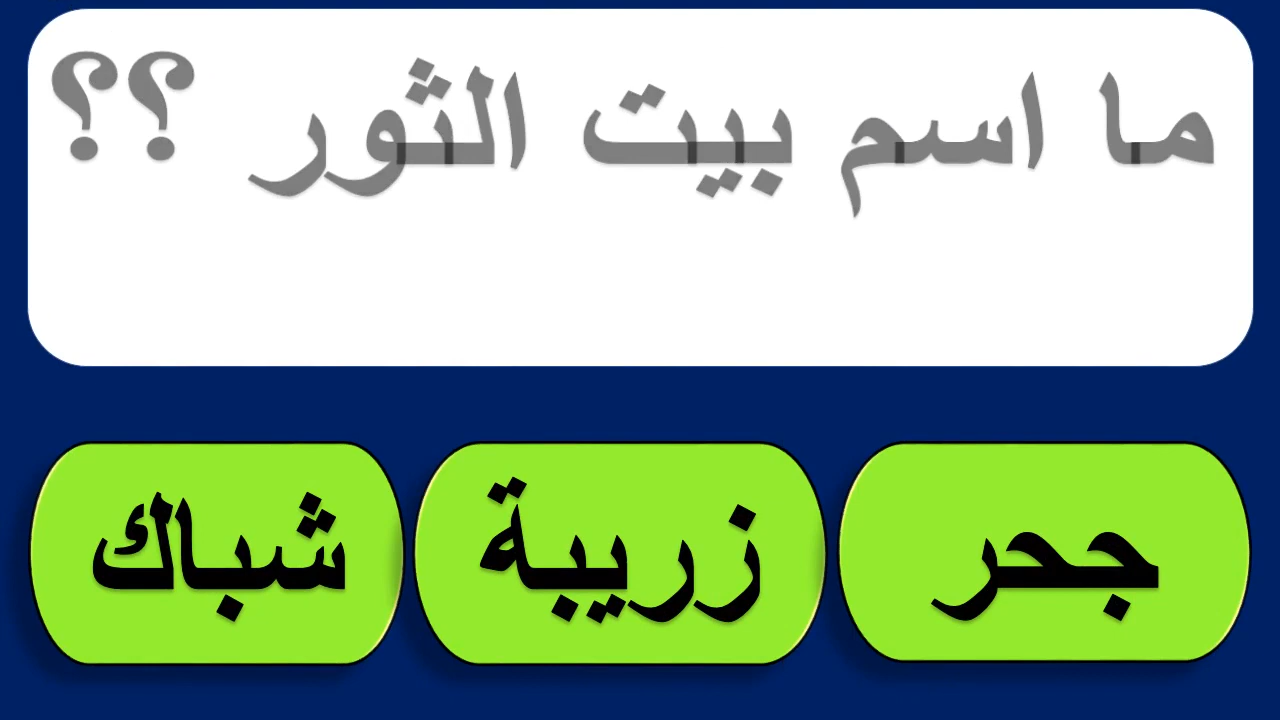 ما اسم بيت الثور ؟؟
جحر
زريبة
شباك